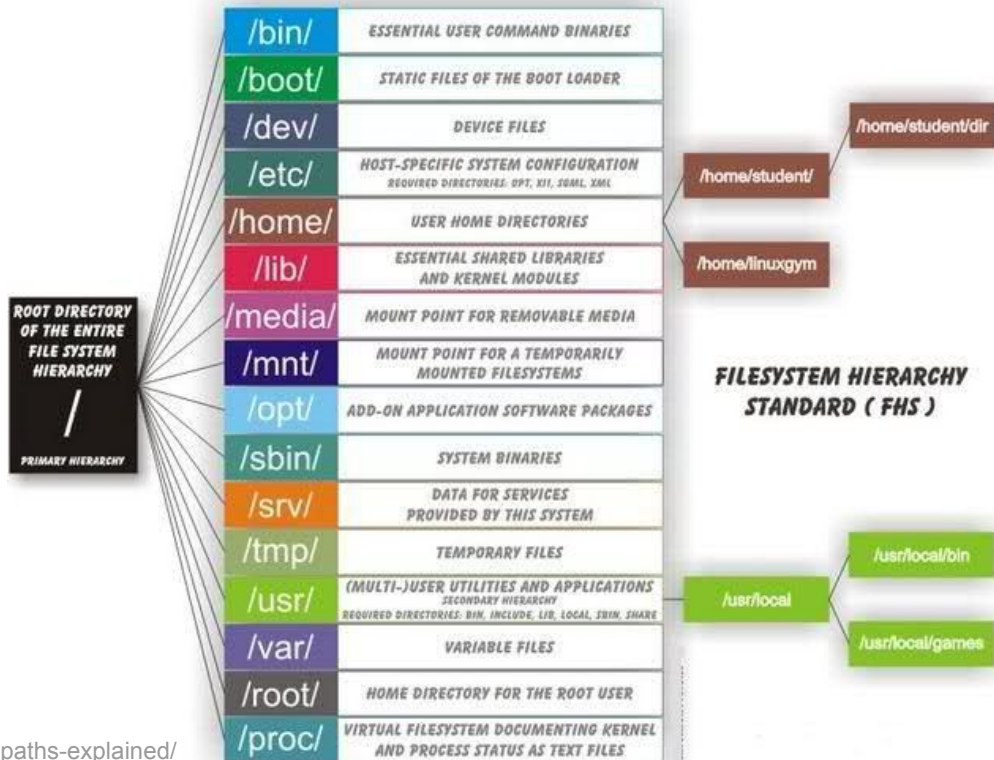 ROOT DIRECTORY
OF THE ENTIRE
FILE SYSTEM
HIERARCHY
/
PRIMARY HIERARCHY
/bin/
ESSENTIAL USER COMMAND BINARIES
/boot/
STATIC FILES OF THE BOOT LOADER
/dev/
DEVICE FILES
/etc/
HOST-SPECIFIC SYSTEM CONFIGURATION
REQUIRED DIRECTORIES: OPT, XII, SGML, XML
/home/
USER HOME DIRECTORIES
/home/student/
/home/student/dir
/home/linuxgym
/lib/
ESSENTIAL SHARED LIBRARIES
AND KERNEL MODULES
/media/
MOUNT POINT FOR REMOVABLE MEDIA
/mnt/
MOUNT POINT FOR A TEMPORARILY
MOUNTED FILESYSTEMS
/opt/
ADD-ON APPLICATION SOFTWARE PACKAGES
/sbin/
SYSTEM BINARIES
/srv/
DATA FOR SERVICES
PROVIDED BY THIS SYSTEM
/tmp/
TEMPORARY FILES
/usr/
(MULTI-)USER UTILITIES AND APPLICATIONS
SECONDARY HIERARCHY
REQUIRED DIRECTORIES: BIN, INCLUDE, LIB, LOCAL, SBIN, SHARE
/usr/local
/usr/local/bin
/usr/local/games
/var/
VARIABLE FILES
/root/
HOME DIRECTORY FOR THE ROOT USER
/proc/
VIRTUAL FILESYSTEM DOCUMENTING KERNEL
AND PROCESS STATUS AS TEXT FILES
FILESYSTEM HIERARCHY
STANDARD ( FHS )
paths-explained/